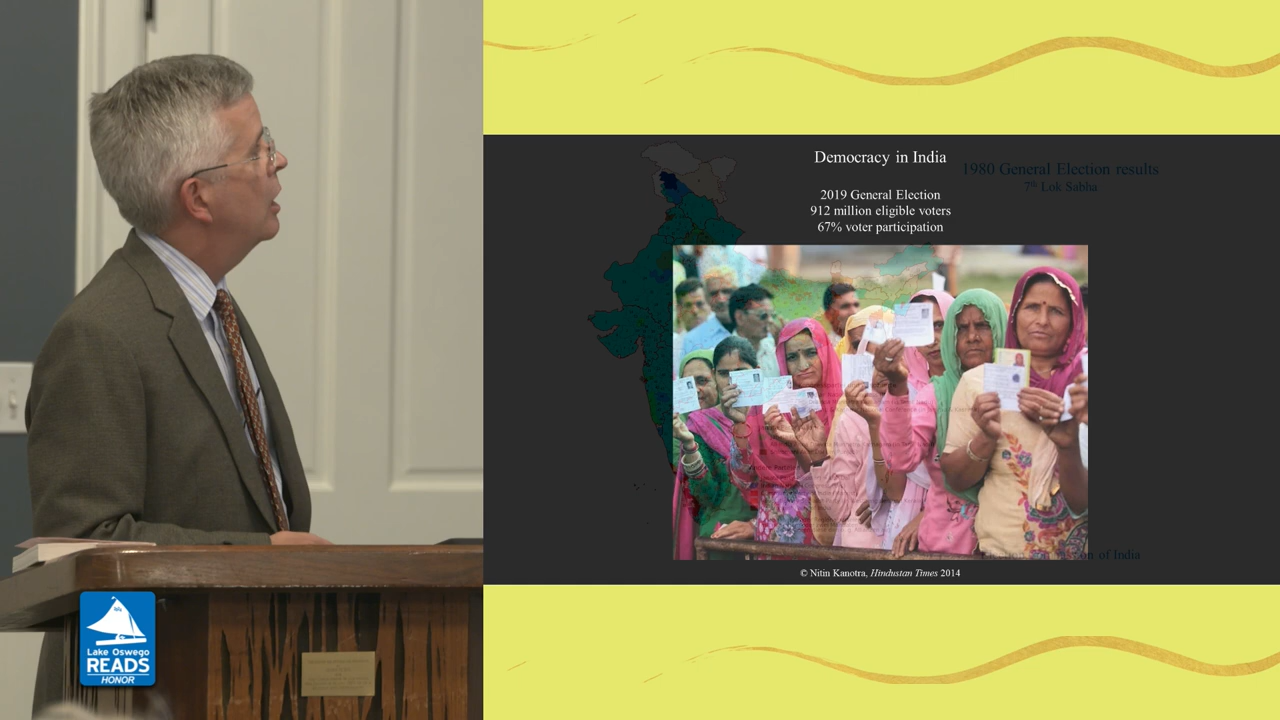 Democracy in India
1980 General Election results
7th Lok Sabha
2019 General Election
912 million eligible voters
67% voter participation
of India
© Nitin Kanotra, Hindustan Times 2014
Lake Oswego
READS
HONOR